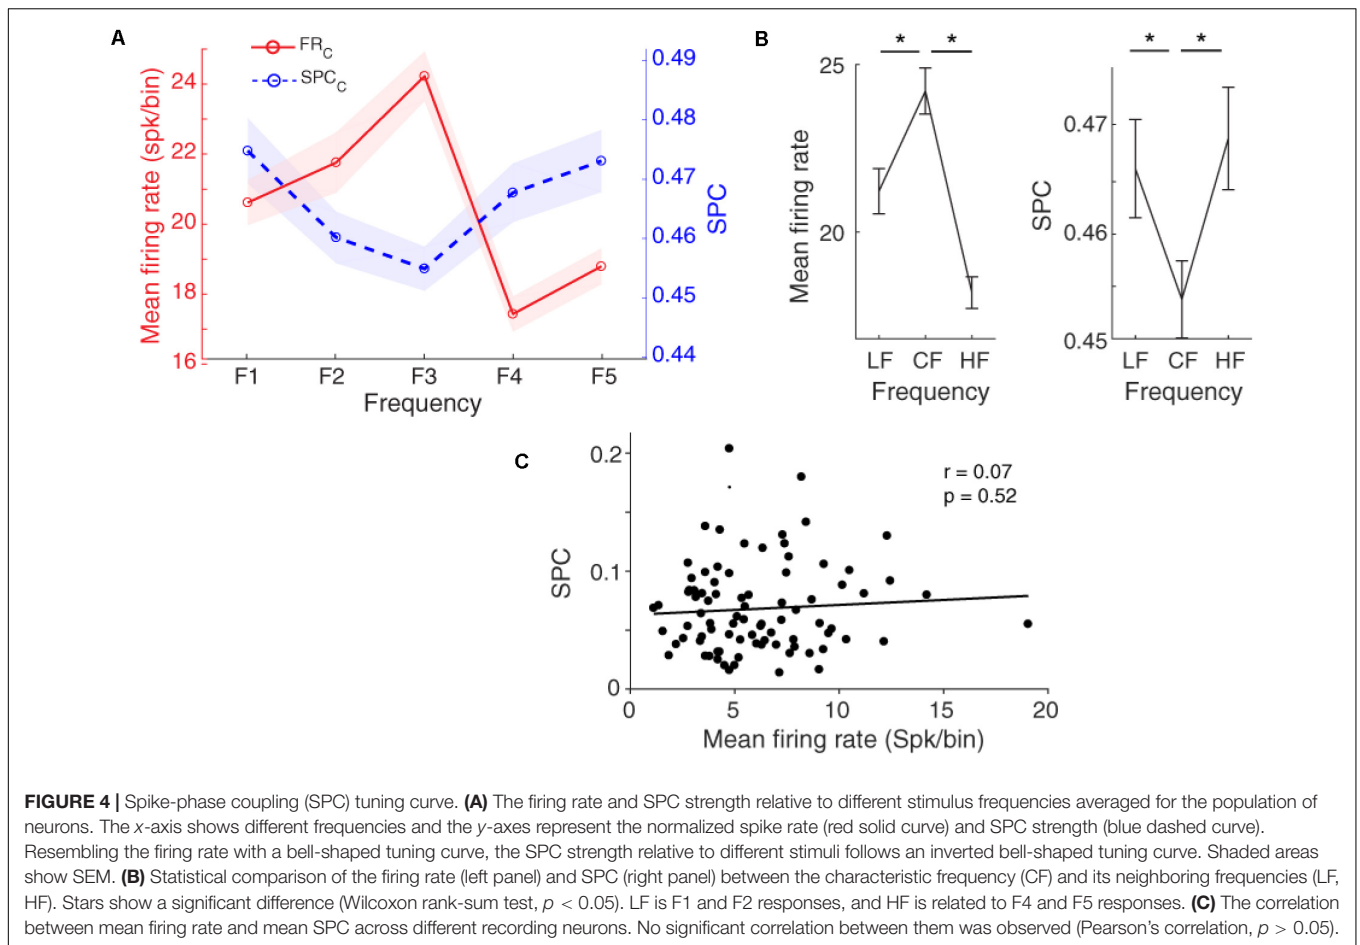 A
FR_C
SPC_C
24
22
20
18
16
Mean firing rate (spk/bin)
0.49
0.48
0.47
0.46
0.45
0.44
SPC
F1 F2 F3 F4 F5
Frequency
B
* *
25
20
Mean firing rate
LF CF HF
Frequency
* *
0.47
0.46
0.45
SPC
LF CF HF
Frequency
C
0.2
0.1
0
SPC
r = 0.07
p = 0.52
0 5 10 15 20
Mean firing rate (Spk/bin)
FIGURE 4 | Spike-phase coupling (SPC) tuning curve. (A) The firing rate and SPC strength relative to different stimulus frequencies averaged for the population of
neurons. The x-axis shows different frequencies and the y-axes represent the normalized spike rate (red solid curve) and SPC strength (blue dashed curve).
Resembling the firing rate with a bell-shaped tuning curve, the SPC strength relative to different stimuli follows an inverted bell-shaped tuning curve. Shaded areas
show SEM. (B) Statistical comparison of the firing rate (left panel) and SPC (right panel) between the characteristic frequency (CF) and its neighboring frequencies (LF,
HF). Stars show a significant difference (Wilcoxon rank-sum test, p < 0.05). LF is F1 and F2 responses, and HF is related to F4 and F5 responses. (C) The correlation
between mean firing rate and mean SPC across different recording neurons. No significant correlation between them was observed (Pearson's correlation, p > 0.05).